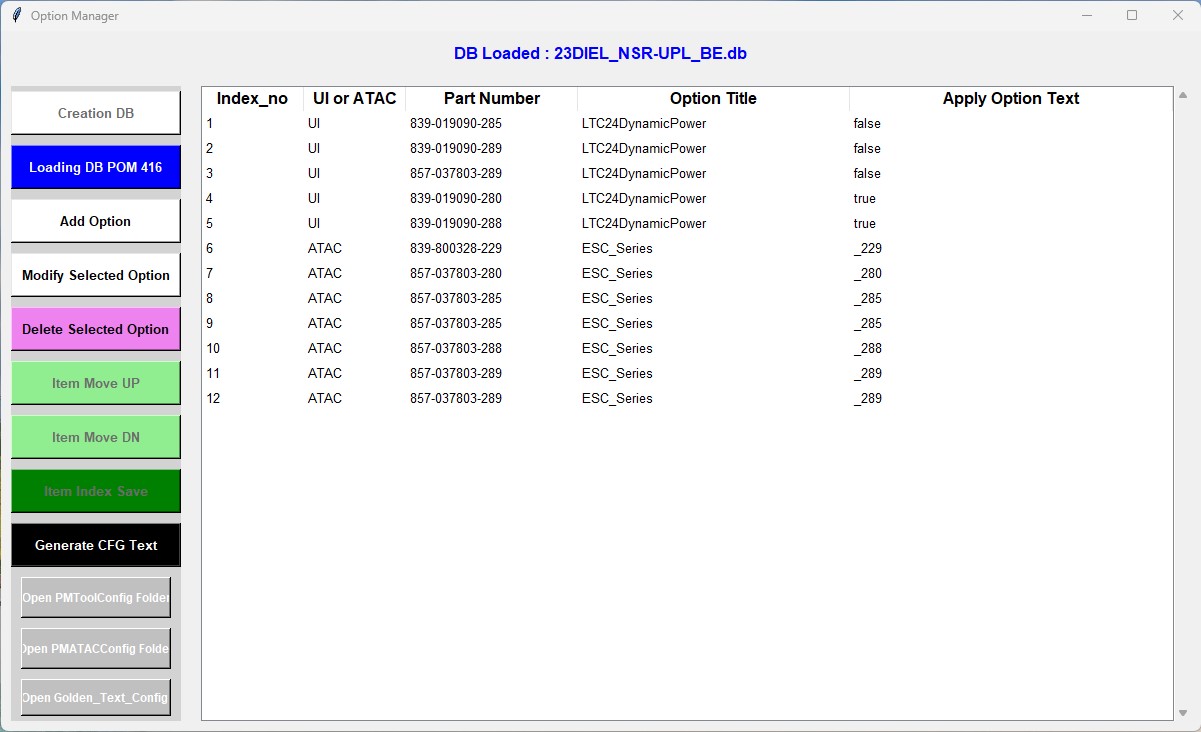 Option Manager
DB Loaded : 23DIEL_NSR-UPL_BE.db
Creation DB
Loading DB POM 416
Add Option
Modify Selected Option
Delete Selected Option
Item Move UP
Item Move DN
Item Index Save
Generate CFG Text
Open PMToolConfig Folder
Open PMATACConfig Folde
Open Golden_Text_Config
Index_no UI or ATAC Part Number Option Title Apply Option Text
1 UI 839-019090-285 LTC24DynamicPower false
2 UI 839-019090-289 LTC24DynamicPower false
3 UI 857-037803-289 LTC24DynamicPower false
4 UI 839-019090-280 LTC24DynamicPower true
5 UI 839-019090-288 LTC24DynamicPower true
6 ATAC 839-800328-229 ESC_Series _229
7 ATAC 857-037803-280 ESC_Series _280
8 ATAC 857-037803-285 ESC_Series _285
9 ATAC 857-037803-285 ESC_Series _285
10 ATAC 857-037803-288 ESC_Series _288
11 ATAC 857-037803-289 ESC_Series _289
12 ATAC 857-037803-289 ESC_Series _289